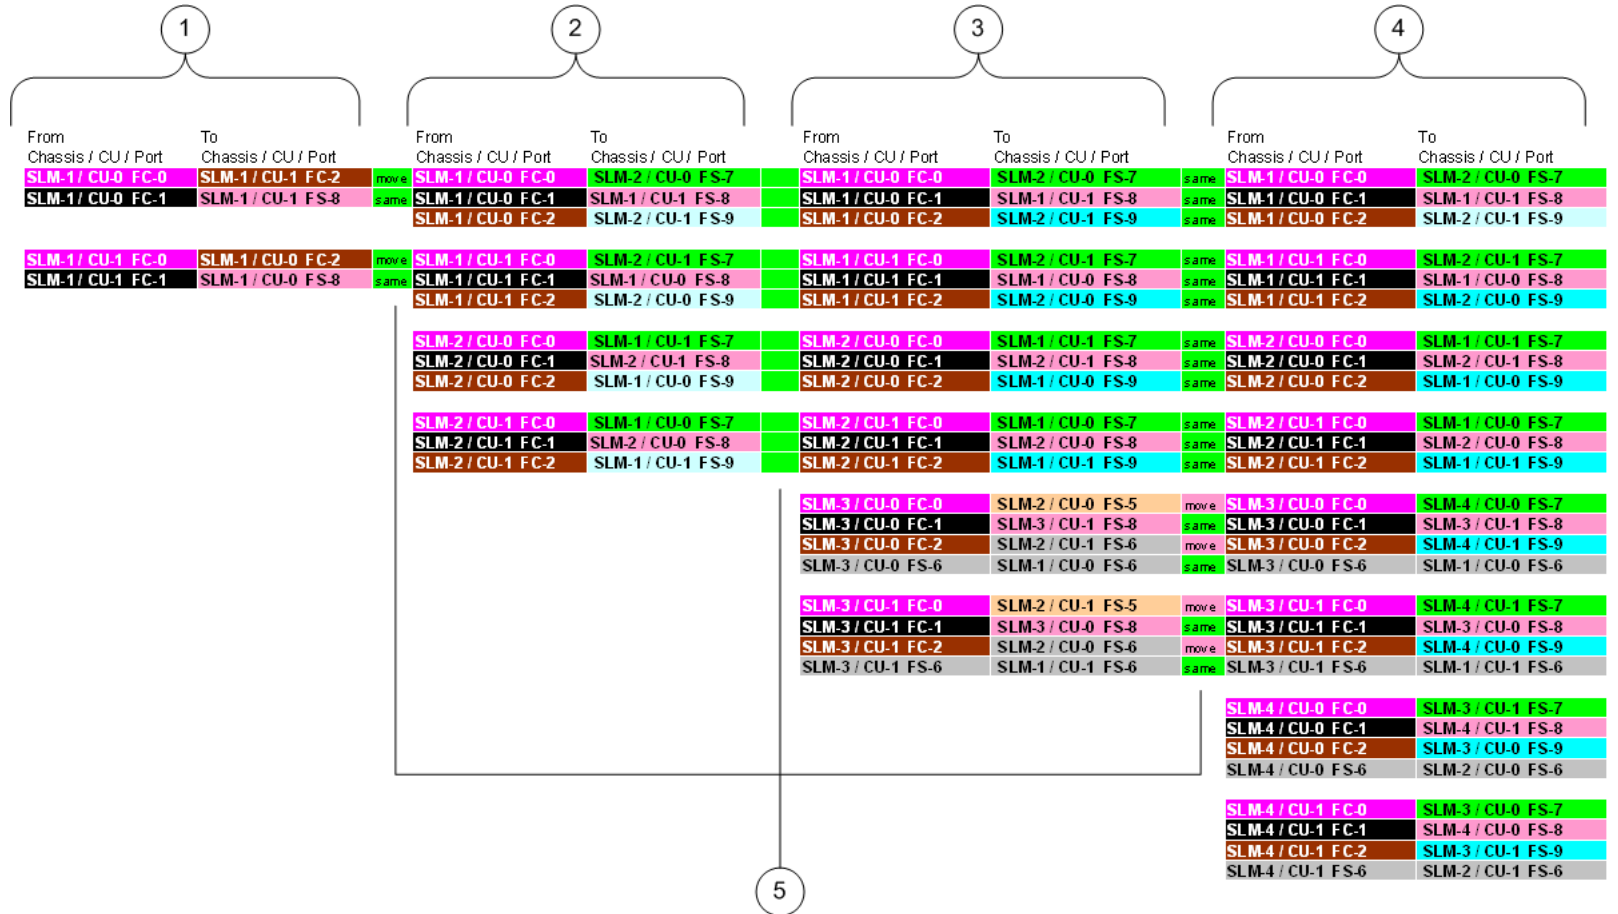 1 2 3 4
From To From To From To From To
Chassis / CU / Port Chassis / CU / Port Chassis / CU / Port Chassis / CU / Port Chassis / CU / Port Chassis / CU / Port Chassis / CU / Port Chassis / CU / Port
SLM-1 / CU-0 FC-0 SLM-1 / CU-1 FC-2 move SLM-1 / CU-0 FC-0 SLM-2 / CU-0 FS-7 SLM-1 / CU-0 FC-0 SLM-2 / CU-0 FS-7 same SLM-1 / CU-0 FC-0 SLM-2 / CU-0 FS-7
SLM-1 / CU-0 FC-1 SLM-1 / CU-1 FS-8 same SLM-1 / CU-0 FC-1 SLM-1 / CU-1 FS-8 SLM-1 / CU-0 FC-1 SLM-1 / CU-1 FS-8 same SLM-1 / CU-0 FC-1 SLM-1 / CU-1 FS-8
SLM-1 / CU-0 FC-2 SLM-2 / CU-1 FS-9 SLM-1 / CU-0 FC-2 SLM-2 / CU-1 FS-9 same SLM-1 / CU-0 FC-2 SLM-2 / CU-1 FS-9
SLM-1 / CU-1 FC-0 SLM-1 / CU-0 FC-2 move SLM-1 / CU-1 FC-0 SLM-2 / CU-1 FS-7 SLM-1 / CU-1 FC-0 SLM-2 / CU-1 FS-7 same SLM-1 / CU-1 FC-0 SLM-2 / CU-1 FS-7
SLM-1 / CU-1 FC-1 SLM-1 / CU-0 FS-8 same SLM-1 / CU-1 FC-1 SLM-1 / CU-0 FS-8 SLM-1 / CU-1 FC-1 SLM-1 / CU-0 FS-8 same SLM-1 / CU-1 FC-1 SLM-1 / CU-0 FS-8
SLM-1 / CU-1 FC-2 SLM-2 / CU-0 FS-9 SLM-1 / CU-1 FC-2 SLM-2 / CU-0 FS-9 same SLM-1 / CU-1 FC-2 SLM-2 / CU-0 FS-9
SLM-2 / CU-0 FC-0 SLM-1 / CU-1 FS-7 SLM-2 / CU-0 FC-0 SLM-1 / CU-1 FS-7 same SLM-2 / CU-0 FC-0 SLM-1 / CU-1 FS-7
SLM-2 / CU-0 FC-1 SLM-2 / CU-1 FS-8 SLM-2 / CU-0 FC-1 SLM-2 / CU-1 FS-8 same SLM-2 / CU-0 FC-1 SLM-2 / CU-1 FS-8
SLM-2 / CU-0 FC-2 SLM-1 / CU-0 FS-9 SLM-2 / CU-0 FC-2 SLM-1 / CU-0 FS-9 same SLM-2 / CU-0 FC-2 SLM-1 / CU-0 FS-9
SLM-2 / CU-1 FC-0 SLM-1 / CU-0 FS-7 SLM-2 / CU-1 FC-0 SLM-1 / CU-0 FS-7 same SLM-2 / CU-1 FC-0 SLM-1 / CU-0 FS-7
SLM-2 / CU-1 FC-1 SLM-2 / CU-0 FS-8 SLM-2 / CU-1 FC-1 SLM-2 / CU-0 FS-8 same SLM-2 / CU-1 FC-1 SLM-2 / CU-0 FS-8
SLM-2 / CU-1 FC-2 SLM-1 / CU-1 FS-9 SLM-2 / CU-1 FC-2 SLM-1 / CU-1 FS-9 same SLM-2 / CU-1 FC-2 SLM-1 / CU-1 FS-9
SLM-3 / CU-0 FC-0 SLM-2 / CU-0 FS-5 move SLM-3 / CU-0 FC-0 SLM-4 / CU-0 FS-7
SLM-3 / CU-0 FC-1 SLM-3 / CU-1 FS-8 same SLM-3 / CU-0 FC-1 SLM-3 / CU-1 FS-8
SLM-3 / CU-0 FC-2 SLM-2 / CU-1 FS-6 move SLM-3 / CU-0 FC-2 SLM-4 / CU-1 FS-9
SLM-3 / CU-0 FS-6 SLM-1 / CU-0 FS-6 same SLM-3 / CU-0 FS-6 SLM-1 / CU-0 FS-6
SLM-3 / CU-1 FC-0 SLM-2 / CU-1 FS-5 move SLM-3 / CU-1 FC-0 SLM-4 / CU-1 FS-7
SLM-3 / CU-1 FC-1 SLM-3 / CU-0 FS-8 same SLM-3 / CU-1 FC-1 SLM-3 / CU-0 FS-8
SLM-3 / CU-1 FC-2 SLM-2 / CU-0 FS-6 move SLM-3 / CU-1 FC-2 SLM-4 / CU-0 FS-9
SLM-3 / CU-1 FS-6 SLM-1 / CU-1 FS-6 same SLM-3 / CU-1 FS-6 SLM-1 / CU-1 FS-6
SLM-4 / CU-0 FC-0 SLM-3 / CU-1 FS-7
SLM-4 / CU-0 FC-1 SLM-4 / CU-1 FS-8
SLM-4 / CU-0 FC-2 SLM-3 / CU-0 FS-9
SLM-4 / CU-0 FS-6 SLM-2 / CU-0 FS-6
SLM-4 / CU-1 FC-0 SLM-3 / CU-0 FS-7
SLM-4 / CU-1 FC-1 SLM-4 / CU-0 FS-8
SLM-4 / CU-1 FC-2 SLM-3 / CU-1 FS-9
SLM-4 / CU-1 FS-6 SLM-2 / CU-1 FS-6
5